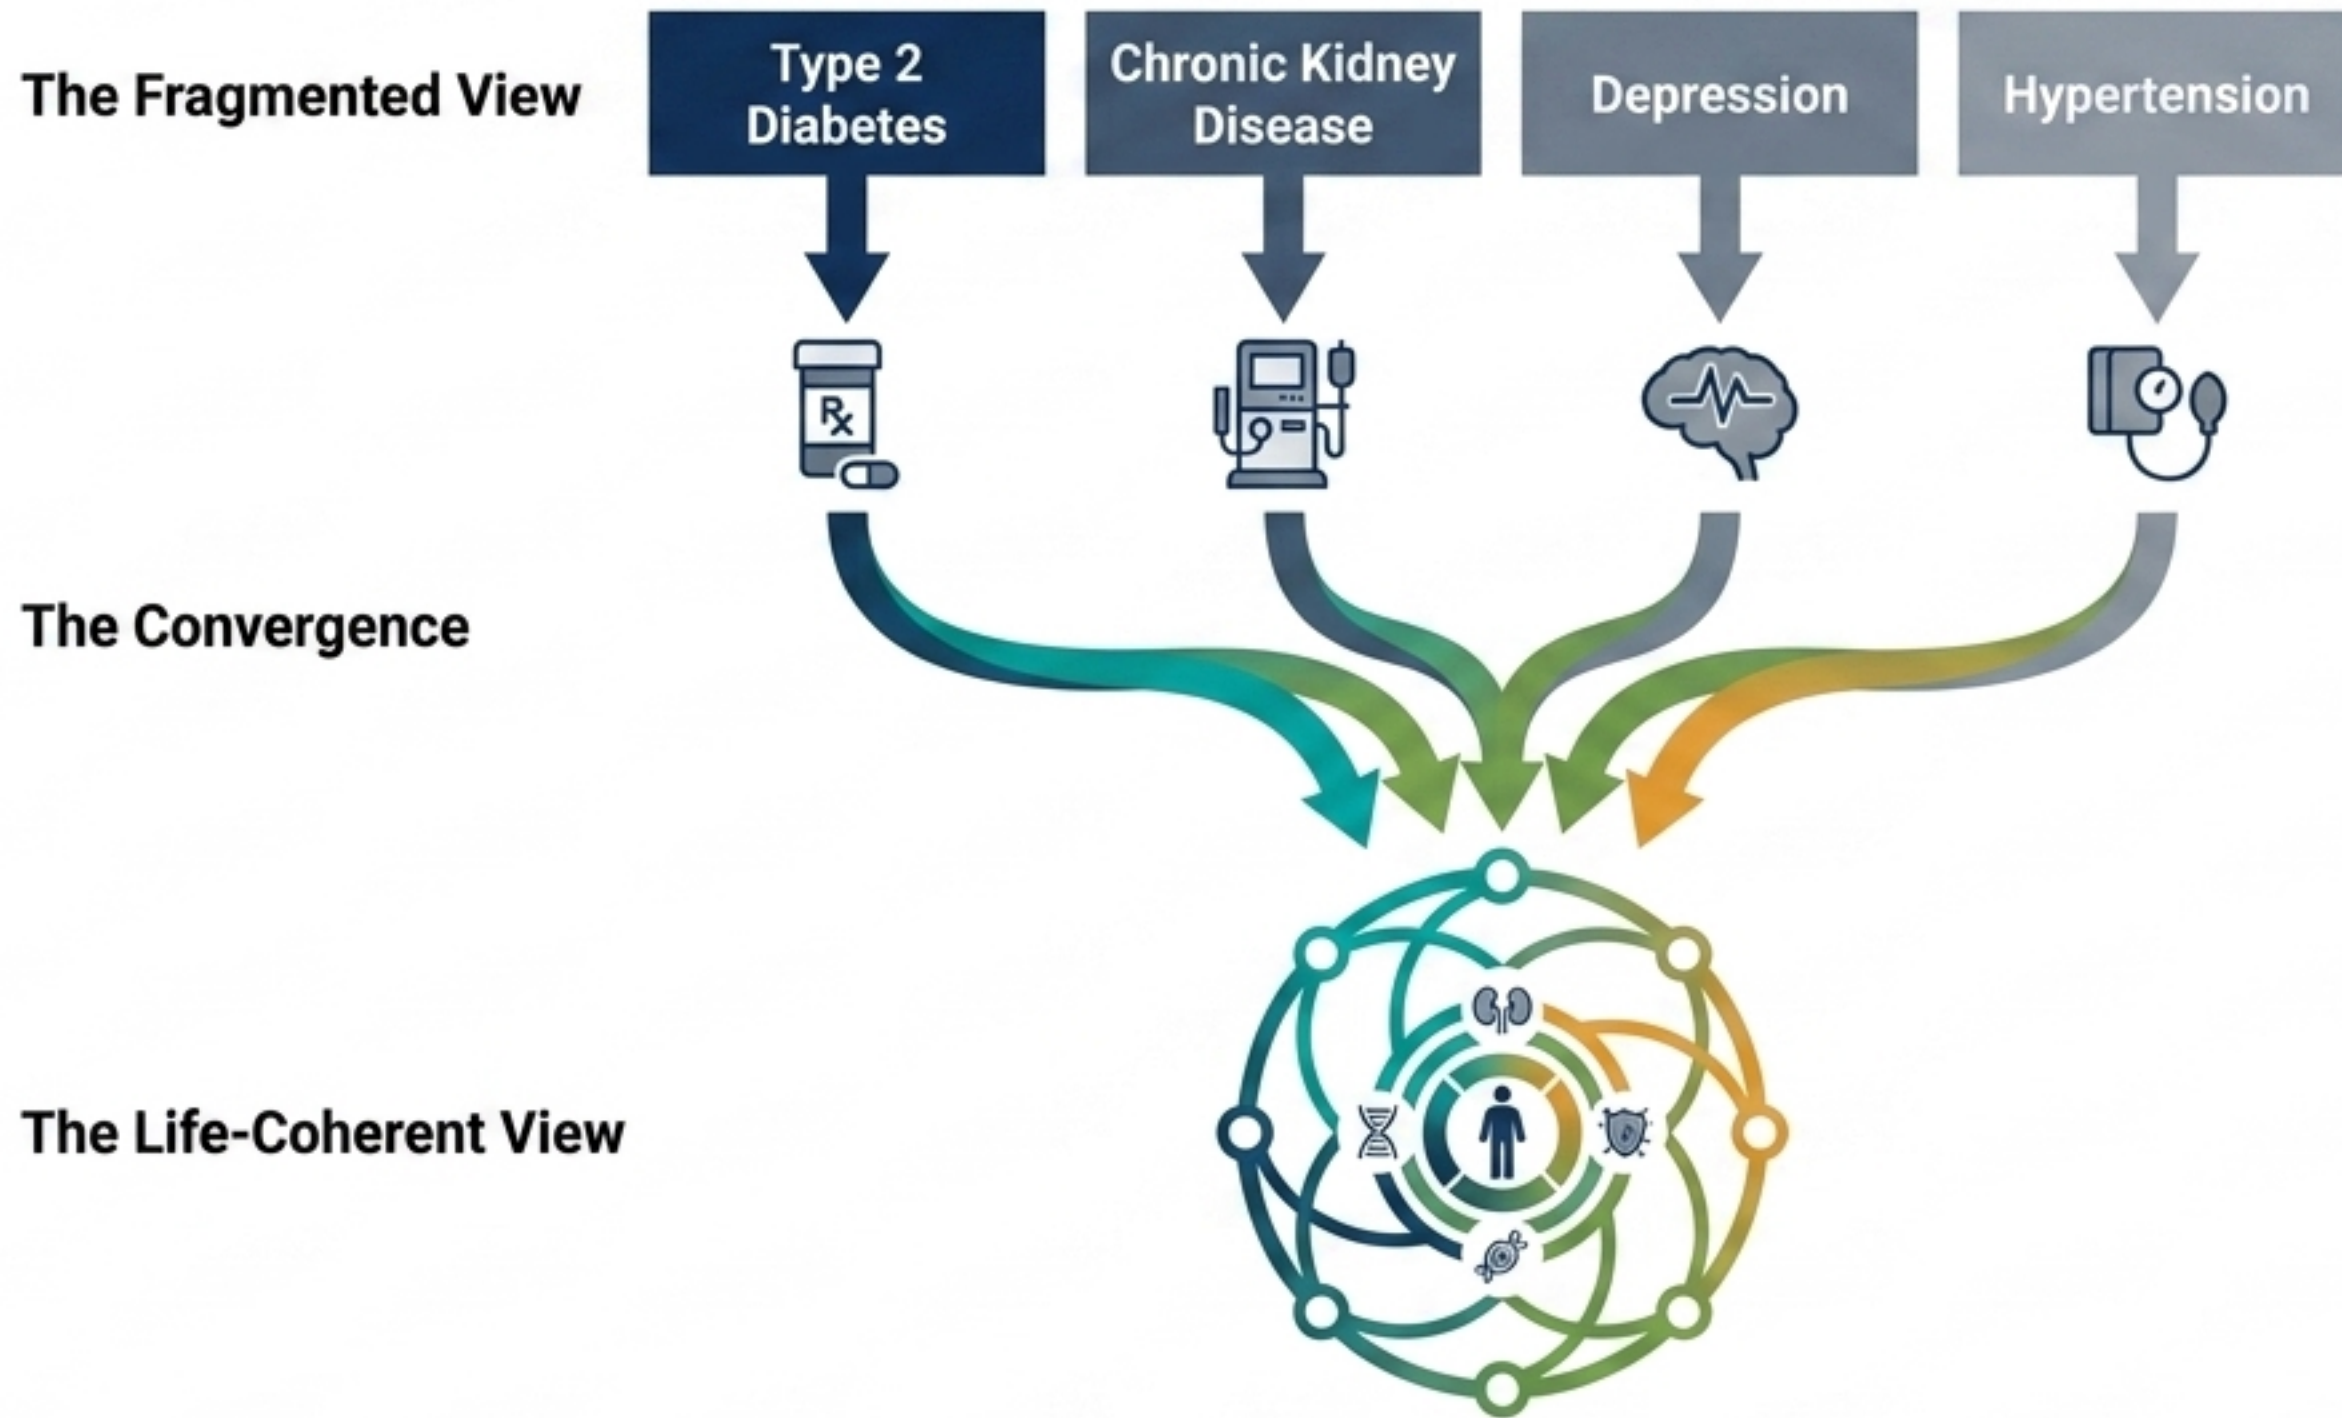 The Fragmented View
Type 2
Diabetes
Chronic Kidney
Disease
Depression
Hypertension
Rx
The Convergence
The Life-Coherent View